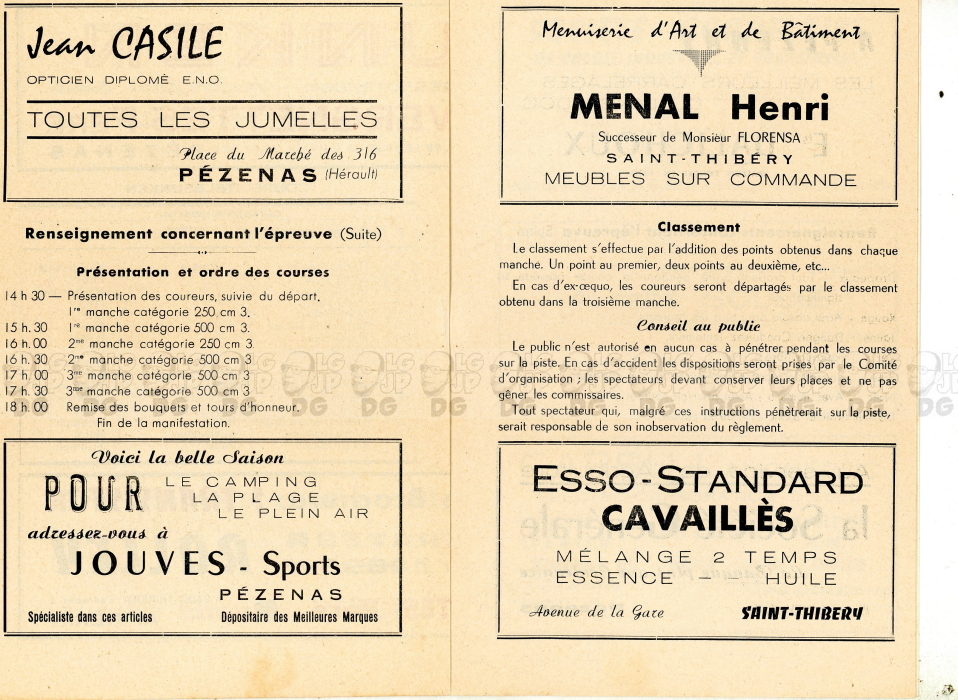 Jean CASILE
OPTICIEN DIPLOMÉ E.N.O.
TOUTES LES JUMELLES
Place du Marché des 316
PÉZENAS (Hérault)
Renseignement concernant l'épreuve (Suite)
Présentation et ordre des courses
14 h 30 — Présentation des coureurs, suivie du départ.
1re manche catégorie 250 cm 3.
15 h. 30 1re manche catégorie 500 cm 3.
16 h. 00 2me manche catégorie 250 cm 3
16 h. 30 2me manche catégorie 500 cm 3
17 h. 00 3me manche catégorie 500 cm 3
17 h. 30 3me manche catégorie 500 cm 3
18 h. 00 Remise des bouquets et tours d'honneur.
Fin de la manifestation.
Voici la belle Saison
POUR LE CAMPING
LA PLAGE
LE PLEIN AIR
adressez-vous à
JOUVES - Sports
PÉZENAS
Spécialiste dans ces articles Dépositaire des Meilleures Marques
Menuiserie d'Art et de Bâtiment
MENAL Henri
Successeur de Monsieur FLORENSA
SAINT-THIBÉRY
MEUBLES SUR COMMANDE
Classement
Le classement s'effectue par l'addition des points obtenus dans chaque
manche. Un point au premier, deux points au deuxième, etc...
En cas d'ex-œquo, les coureurs seront départagés par le classement
obtenu dans la troisième manche.
Conseil au public
Le public n'est autorisé en aucun cas à pénétrer pendant les courses
sur la piste. En cas d'accident les dispositions seront prises par le Comité
d'organisation ; les spectateurs devant conserver leurs places et ne pas
gêner les commissaires.
Tout spectateur qui, malgré ces instructions pénètrerait sur la piste,
serait responsable de son inobservation du règlement.
ESSO-STANDARD
CAVAILLÈS
MÉLANGE 2 TEMPS
ESSENCE -- HUILE
Avenue de la Gare SAINT-THIBERY